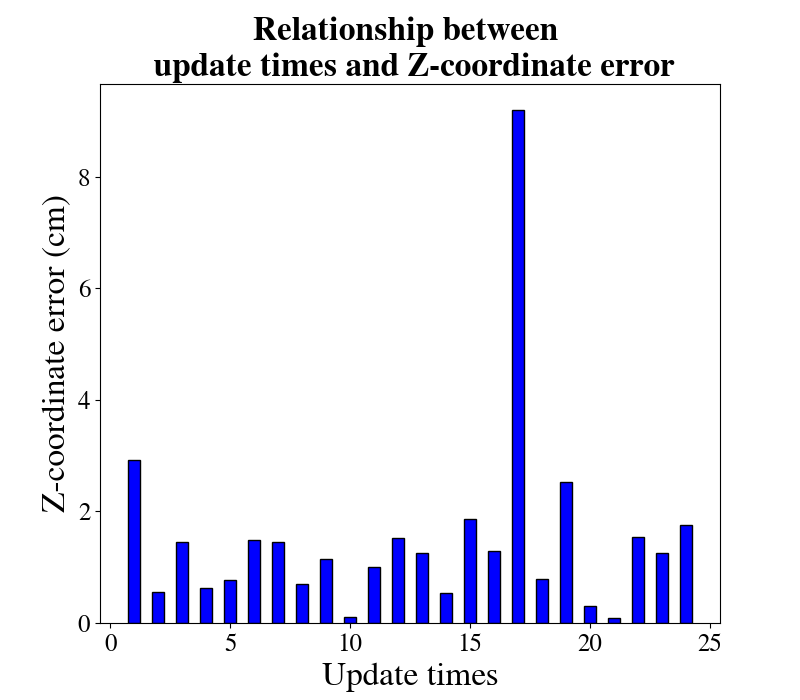 Relationship between
update times and Z-coordinate error
Z-coordinate error (cm)
8
6
4
2
0
0 5 10 15 20 25
Update times